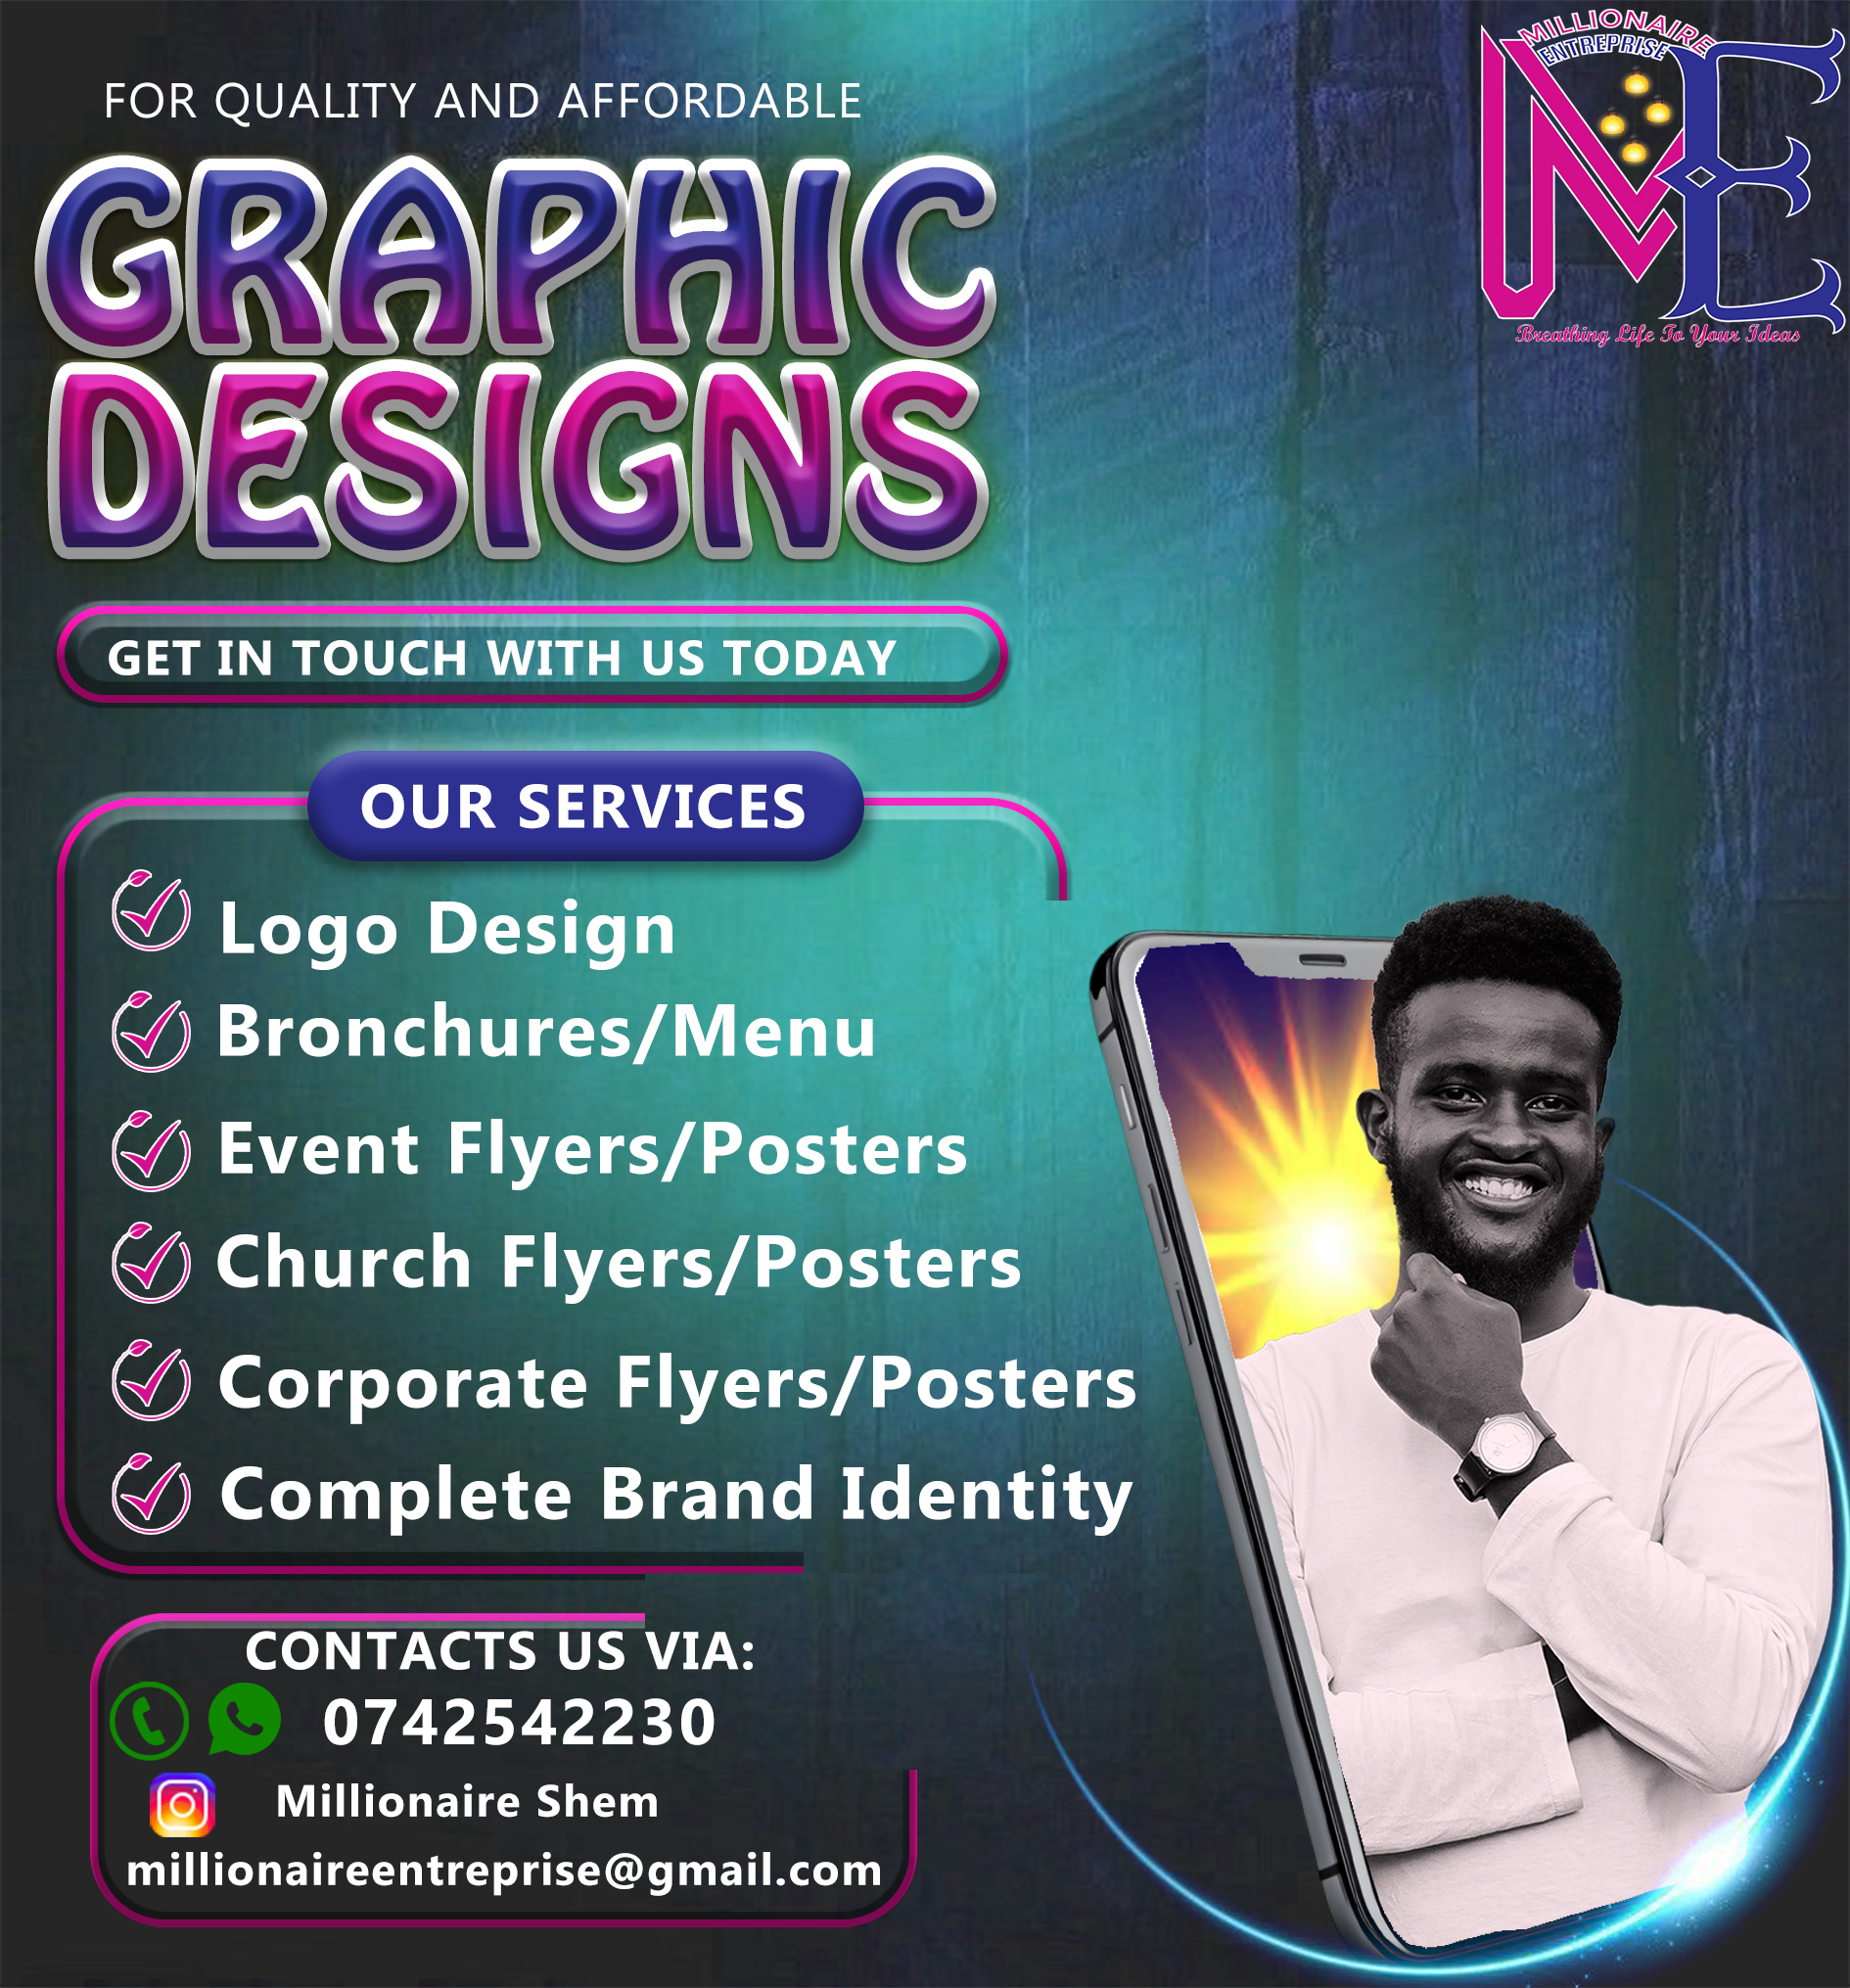 MILLIONAIRE
ENTREPRISE
ME
Breathing Life To Your Ideas
FOR QUALITY AND AFFORDABLE
GRAPHIC
DESIGNS
GET IN TOUCH WITH US TODAY
OUR SERVICES
Logo Design
Bronchures/Menu
Event Flyers/Posters
Church Flyers/Posters
Corporate Flyers/Posters
Complete Brand Identity
CONTACTS US VIA:
0742542230
Millionaire Shem
millionaireentreprise@gmail.com